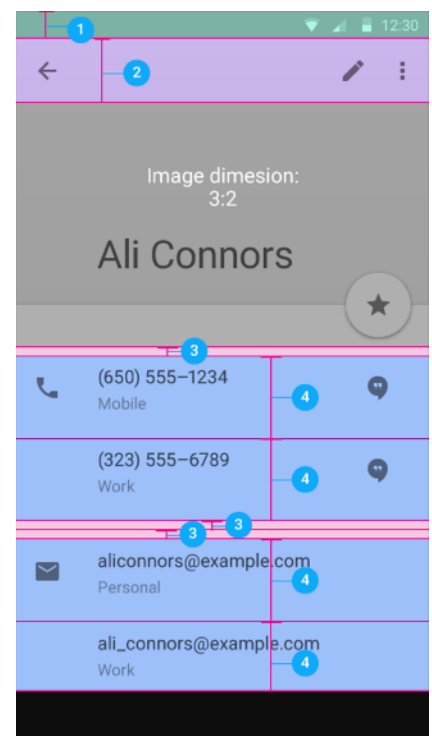 12:30
1
2
Image dimesion:
3:2
Ali Connors
3
(650) 555–1234
Mobile
4
(323) 555–6789
Work
4
3
3
aliconnors@example.com
Personal
4
ali_connors@example.com
Work
4